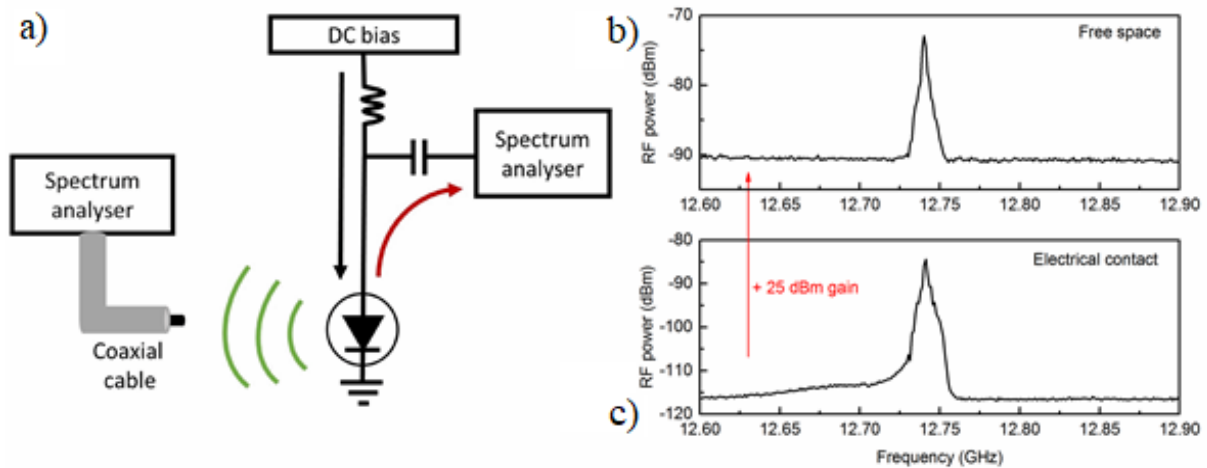 a)
DC bias
Spectrum
analyser
Spectrum
analyser
Coaxial
cable
b)
-70
-80
-90
RF power (dBm)
Free space
12.60 12.65 12.70 12.75 12.80 12.85 12.90
+ 25 dBm gain
c)
-80
-90
-100
-110
-120
RF power (dBm)
Electrical contact
12.60 12.65 12.70 12.75 12.80 12.85 12.90
Frequency (GHz)